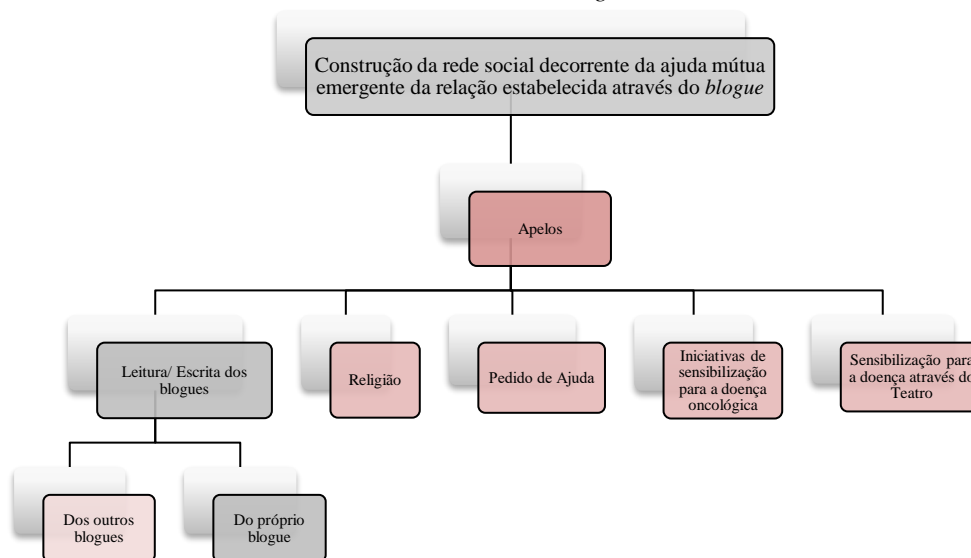 Construção da rede social decorrente da ajuda mútua
emergente da relação estabelecida através do blogue
Apelos
Leitura/ Escrita dos
blogues
Religião
Pedido de Ajuda
Iniciativas de
sensibilização
para a doença
oncológica
Sensibilização para
a doença através do
Teatro
Dos outros
blogues
Do próprio
blogue